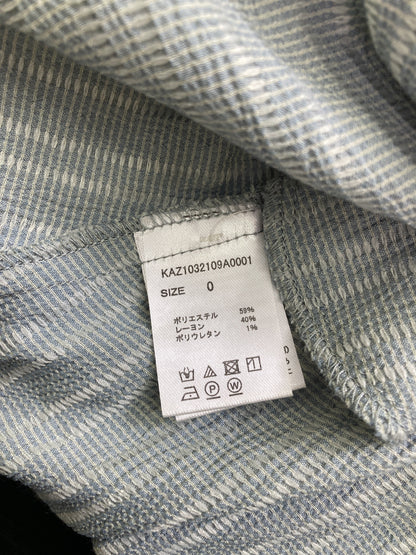 KAZ1032109A0001
SIZE 0
ポリエステル 59%
レーヨン 40%
ポリウレタン 1%
P W